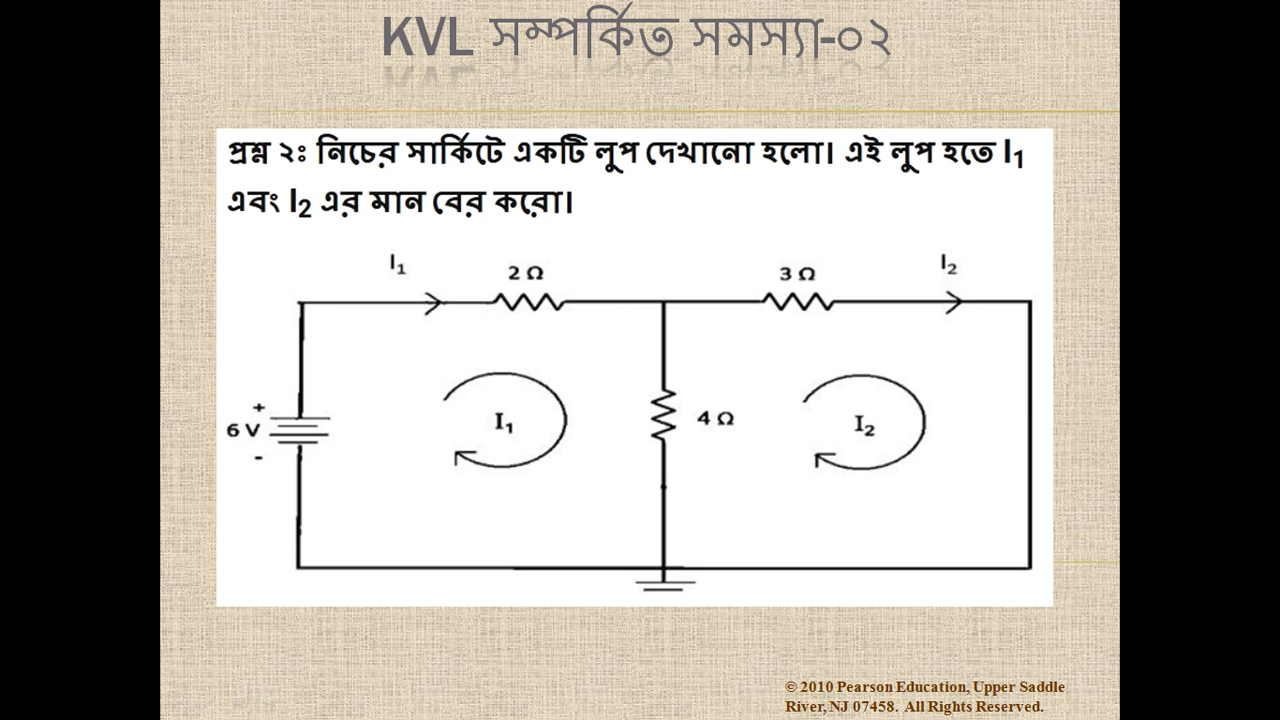 KVL সম্পর্কিত সমস্যা-০২
প্রশ্ন ২ঃ নিচের সার্কিটে একটি লুপ দেখানো হলো। এই লুপ হতে I₁
এবং I₂ এর মান বের করো।
I₁
2 Ω
3 Ω
I₂
+
6 V
-
I₁
4 Ω
I₂
© 2010 Pearson Education, Upper Saddle
River, NJ 07458. All Rights Reserved.